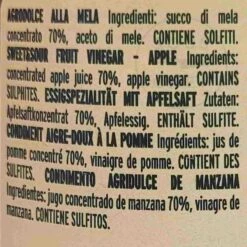 AGRODOLCE ALLA MELA Ingredienti: succo di mela
concentrato 70%, aceto di mele. CONTIENE SOLFITI.
SWEET&SOUR FRUIT VINEGAR - APPLE Ingredients:
concentrated apple juice 70%, apple vinegar. CONTAINS
SULPHITES. ESSIGSPEZIALITÄT MIT APFELSAFT Zutaten:
Apfelsaftkonzentrat 70%, Apfelessig. ENTHÄLT SULFITE.
CONDIMENT AIGRE-DOUX À LA POMME Ingrédients: jus de
pomme concentré 70%, vinaigre de pomme. CONTIENT DES
SULFITES. CONDIMENTO AGRIDULCE DE MANZANA
Ingredientes: jugo concentrado de manzana 70%, vinagre de
manzana. CONTIENE SULFITOS.